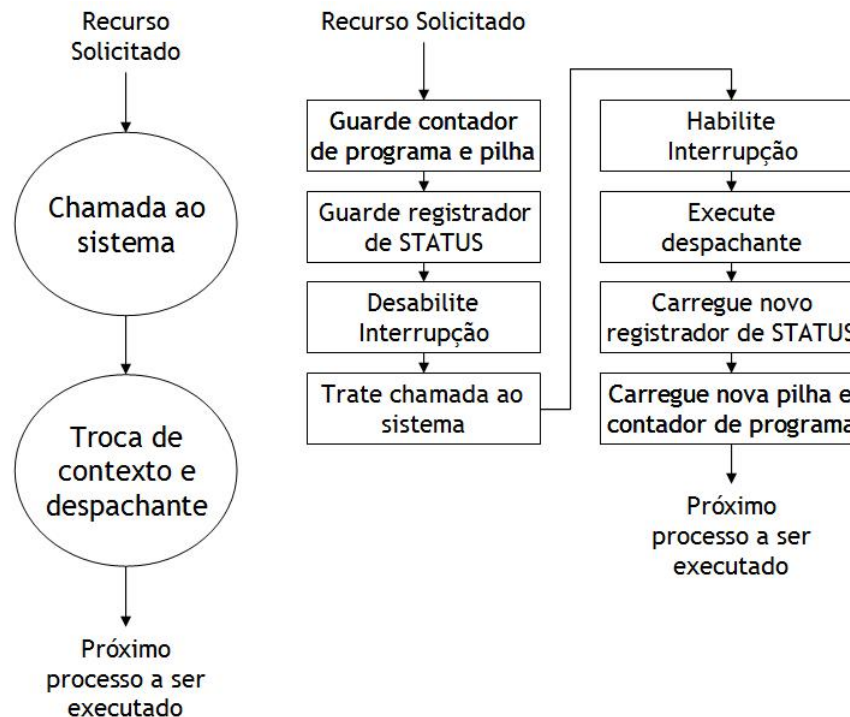 Recurso
Solicitado
Chamada ao
sistema
Troca de
contexto e
despachante
Próximo
processo a ser
executado
Recurso Solicitado
Guarde contador
de programa e pilha
Guarde registrador
de STATUS
Desabilite
Interrupção
Trate chamada ao
sistema
Habilite
Interrupção
Execute
despachante
Carregue novo
registrador de STATUS
Carregue nova pilha e
contador de programa
Próximo
processo a ser
executado